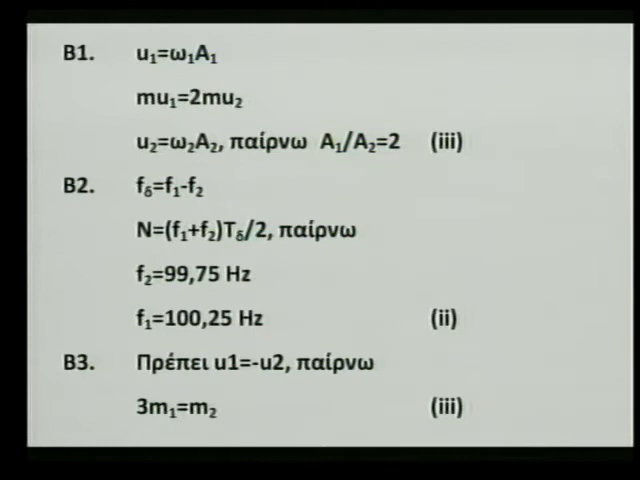 B1. u₁=ω₁A₁
mu₁=2mu₂
u₂=ω₂A₂, παίρνω A₁/A₂=2 (iii)
B2. f_δ=f₁-f₂
N=(f₁+f₂)T_δ/2, παίρνω
f₂=99,75 Hz
f₁=100,25 Hz (ii)
B3. Πρέπει u1=-u2, παίρνω
3m₁=m₂ (iii)